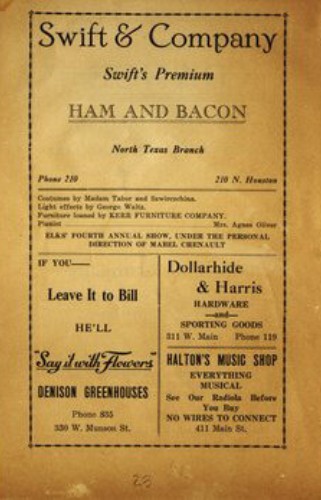 Swift & Company
Swift's Premium
HAM AND BACON
North Texas Branch
Phone 210 210 N. Houston
Costumes by Madam Tabor and
Light effects by George Waltz.
Furniture loaned by KERR FURNITURE COMPANY.
Pianist Mrs. Agnes Oliver
ELKS' FOURTH ANNUAL SHOW, UNDER THE PERSONAL
DIRECTION OF MABEL CRENAULT
IF YOU—
Leave It to Bill
HE'LL
"Say it with Flowers"
DENISON GREENHOUSES
Phone 835
330 W. Munson St.
Dollarhide
& Harris
HARDWARE
—and—
SPORTING GOODS
311 W. Main Phone 119
HALTON'S MUSIC SHOP
EVERYTHING
MUSICAL
See Our Radiola Before
You Buy
NO WIRES TO CONNECT
411 Main St.
28